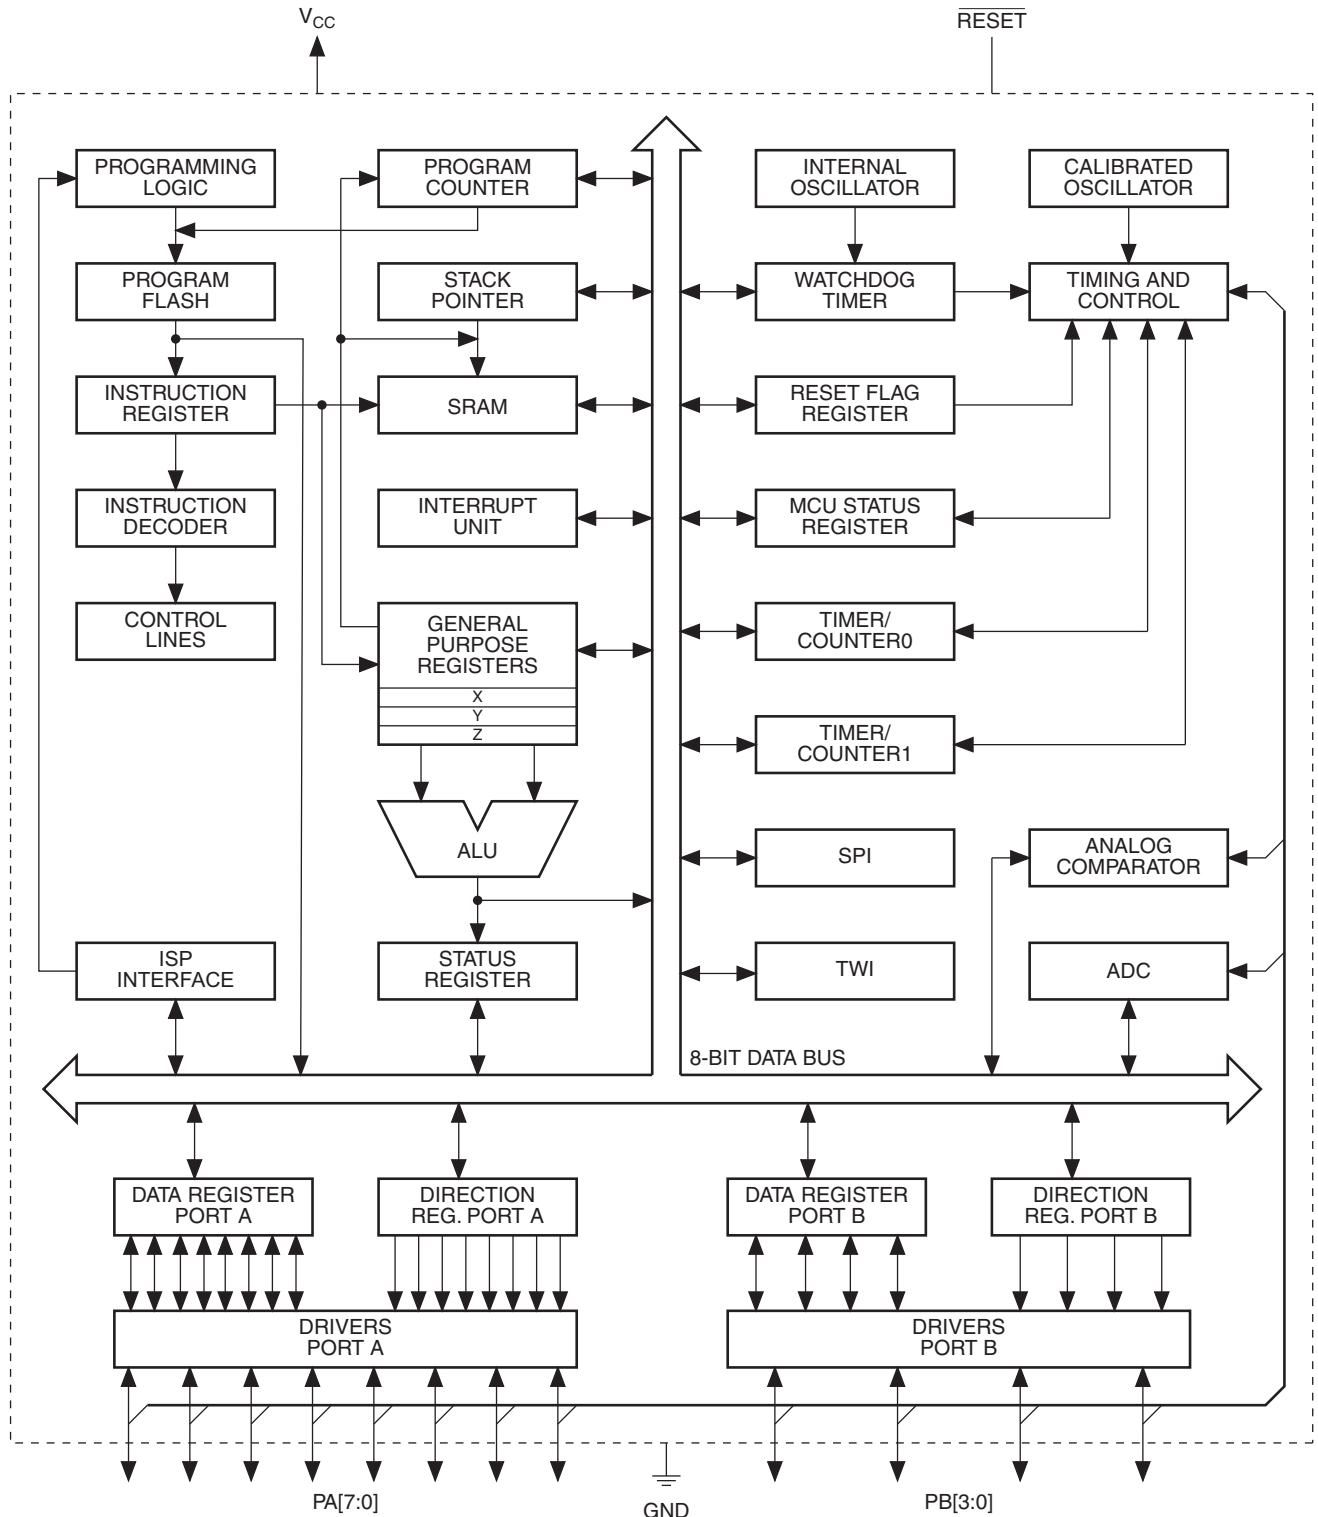 VCC
RESET
PROGRAMMING
LOGIC
PROGRAM
COUNTER
INTERNAL
OSCILLATOR
CALIBRATED
OSCILLATOR
PROGRAM
FLASH
STACK
POINTER
WATCHDOG
TIMER
TIMING AND
CONTROL
INSTRUCTION
REGISTER
SRAM
RESET FLAG
REGISTER
INSTRUCTION
DECODER
INTERRUPT
UNIT
MCU STATUS
REGISTER
CONTROL
LINES
GENERAL
PURPOSE
REGISTERS
X
Y
Z
TIMER/
COUNTER0
TIMER/
COUNTER1
ALU
SPI
ANALOG
COMPARATOR
ISP
INTERFACE
STATUS
REGISTER
TWI
ADC
8-BIT DATA BUS
DATA REGISTER
PORT A
DIRECTION
REG. PORT A
DATA REGISTER
PORT B
DIRECTION
REG. PORT B
DRIVERS
PORT A
DRIVERS
PORT B
PA[7:0]
GND
PB[3:0]